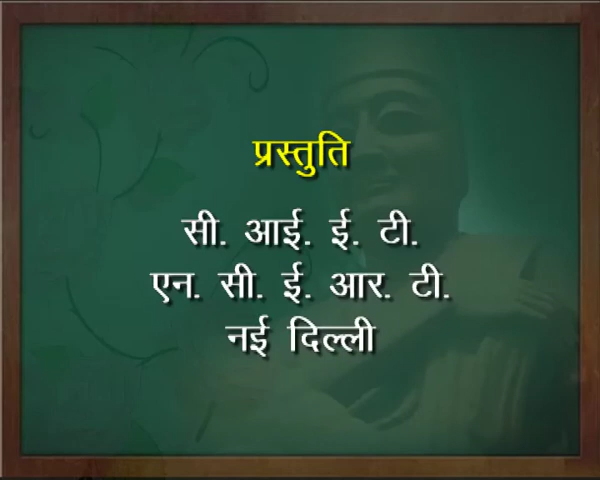 प्रस्तुति
सी. आई. ई. टी.
एन. सी. ई. आर. टी.
नई दिल्ली